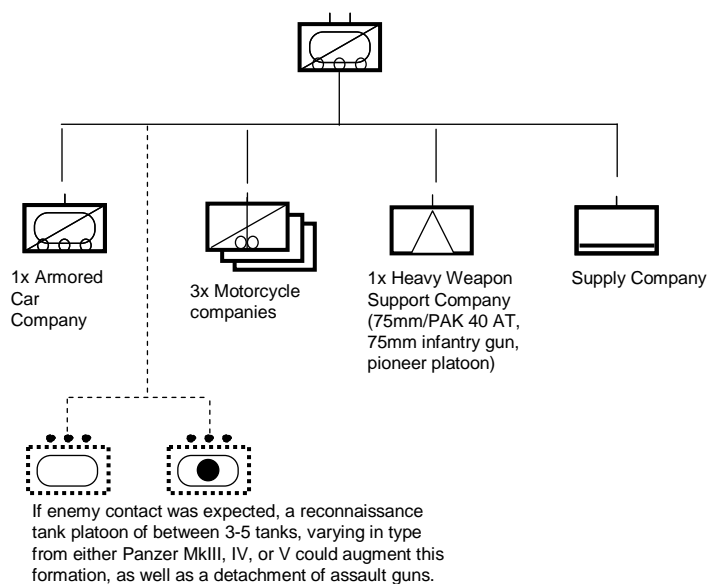 1x Armored
Car
Company
3x Motorcycle
companies
1x Heavy Weapon
Support Company
(75mm/PAK 40 AT,
75mm infantry gun,
pioneer platoon)
Supply Company
If enemy contact was expected, a reconnaissance
tank platoon of between 3-5 tanks, varying in type
from either Panzer MkIII, IV, or V could augment this
formation, as well as a detachment of assault guns.